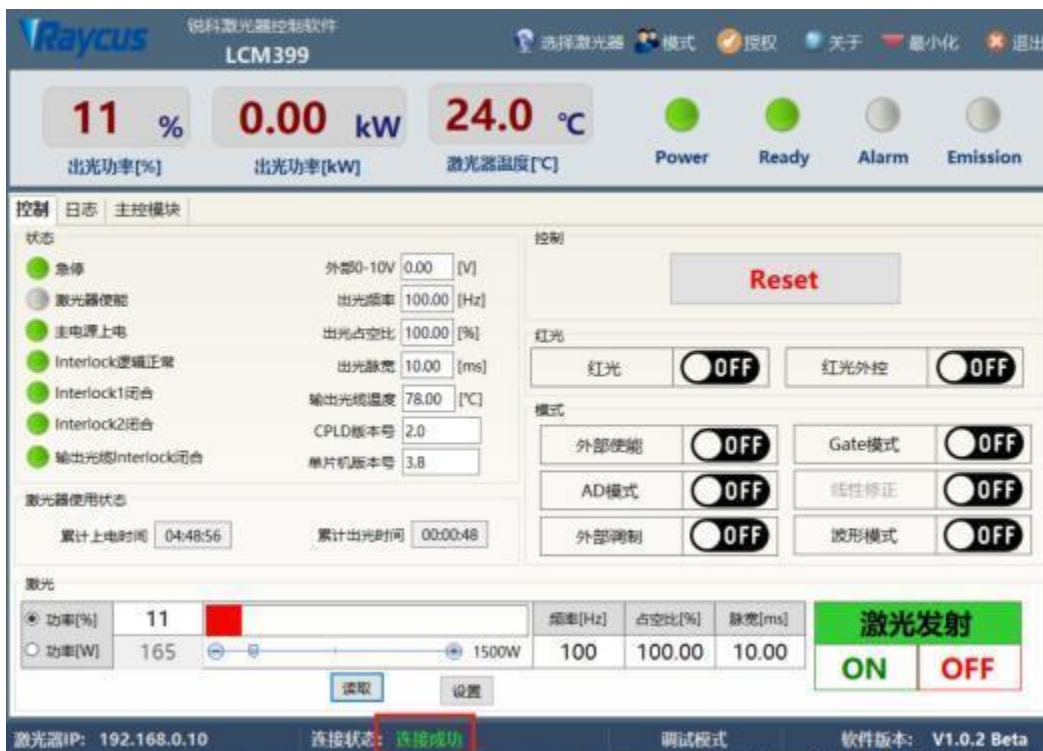 Raycus 锐科激光器控制软件
LCM399
选择激光器 模式 授权 关于 最小化 退出
11 % 0.00 kW 24.0 ℃
出光功率[%] 出光功率[kW] 激光器温度[℃] Power Ready Alarm Emission
控制 日志 主控模块
状态 控制
急停 外部0-10V 0.00 [V]
Reset
激光器使能 出光频率 100.00 [Hz]
主电源上电 出光占空比 100.00 [%]
红光
Interlock逻辑正常 出光脉宽 10.00 [ms] 红光 OFF 红光外控 OFF
Interlock1闭合 输出光缆温度 78.00 [℃]
模式
Interlock2闭合 CPLD版本号 2.0
外部使能 OFF Gate模式 OFF
输出光缆Interlock闭合 单片机版本号 3.8
AD模式 OFF 线性修正 OFF
激光器使用状态
累计上电时间 04:48:56 累计出光时间 00:00:48 外部调制 OFF 波形模式 OFF
激光
功率[%] 11 频率[Hz] 占空比[%] 脉宽[ms] 激光发射
功率[W] 165 1500W 100 100.00 10.00 ON OFF
读取 设置
激光器IP: 192.168.0.10 连接状态: 连接成功 调试模式 软件版本: V1.0.2 Beta